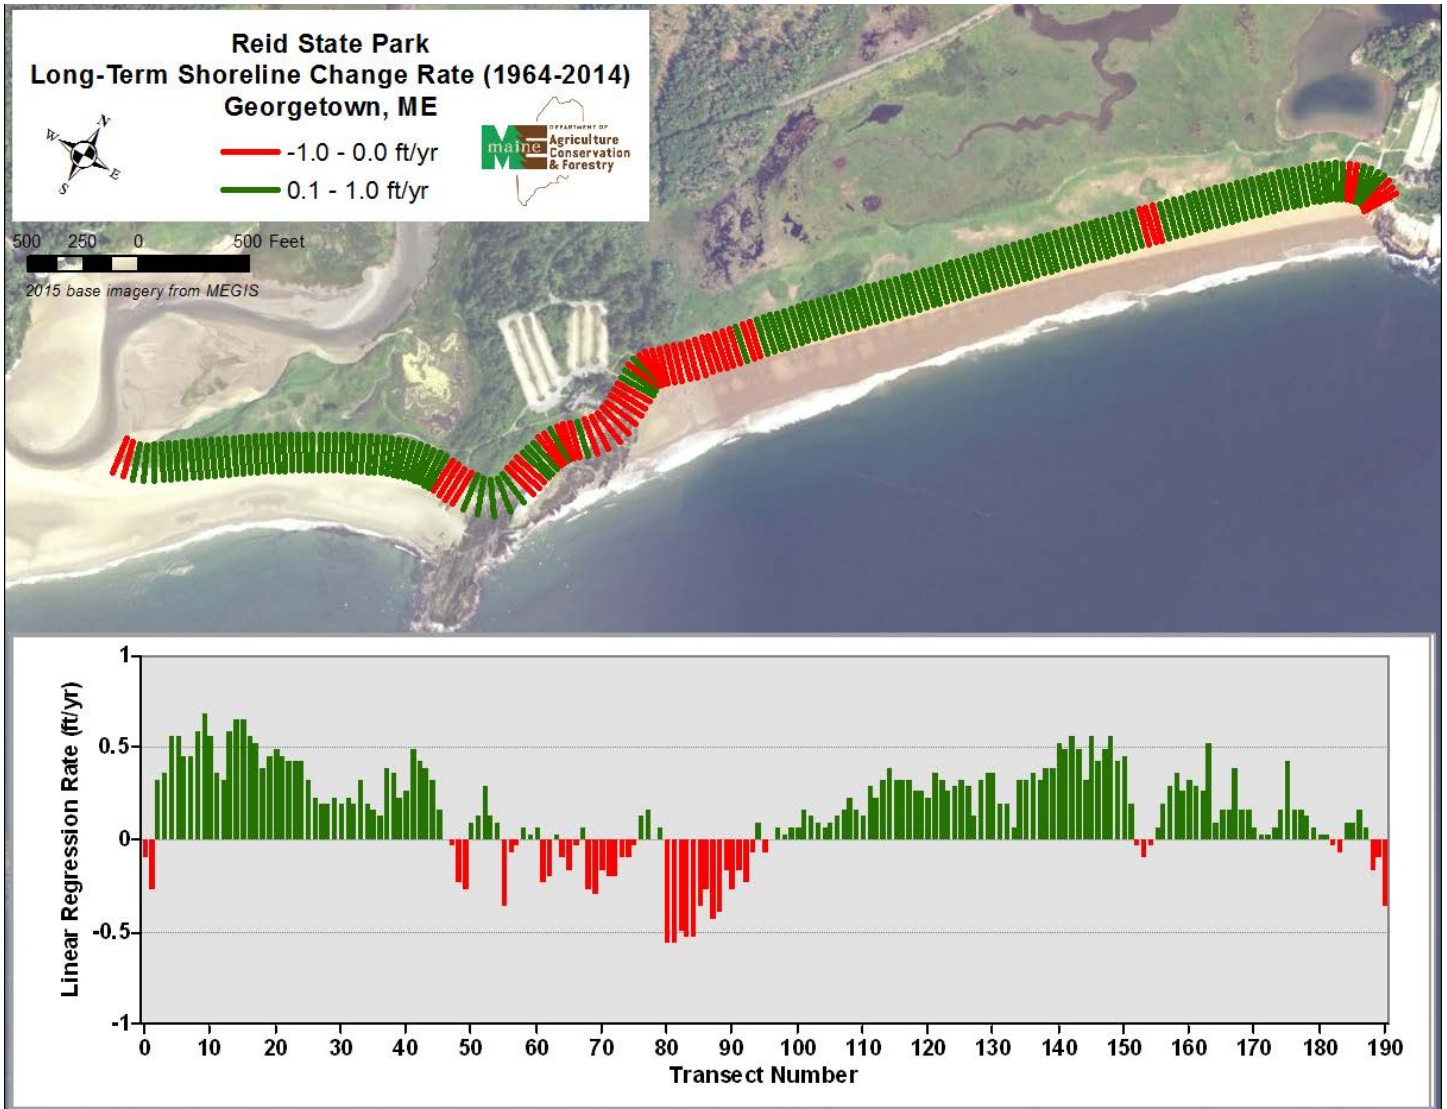 Reid State Park
Long-Term Shoreline Change Rate (1964-2014)
Georgetown, ME
N
W
E
S
-1.0 - 0.0 ft/yr
0.1 - 1.0 ft/yr
DEPARTMENT OF
maine
Agriculture
Conservation
& Forestry
500 250 0 500 Feet
2015 base imagery from MEGIS
Linear Regression Rate (ft/yr)
1
0.5
0
-0.5
-1
0 10 20 30 40 50 60 70 80 90 100 110 120 130 140 150 160 170 180 190
Transect Number